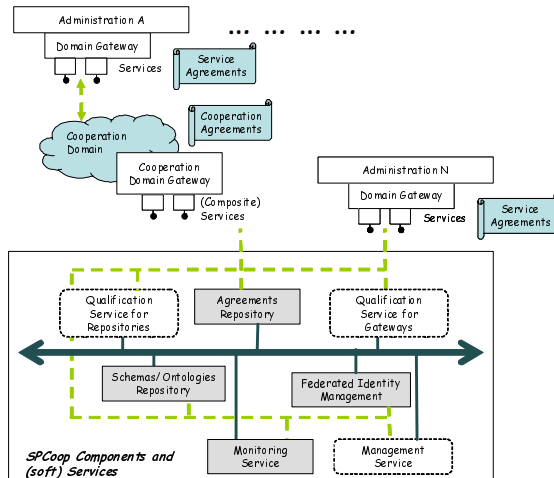 Administration A
... ... ... ...
Domain Gateway
Services
Service
Agreements
Cooperation
Agreements
Cooperation
Domain
Cooperation
Domain Gateway
(Composite)
Services
Administration N
Domain Gateway
Services
Service
Agreements
Qualification
Service for
Repositories
Agreements
Repository
Qualification
Service for
Gateways
Schemas/ Ontologies
Repository
Federated Identity
Management
Monitoring
Service
Management
Service
SPCoop Components and
(soft) Services